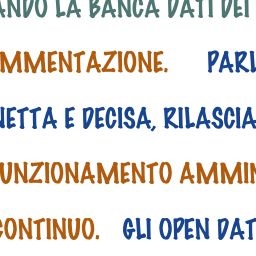 ANDO LA BANCA DATI DEI
MMENTAZIONE. PARL
NETTA E DECISA, RILASCIA
UNZIONAMENTO AMMIN
CONTINUO. GLI OPEN DAT